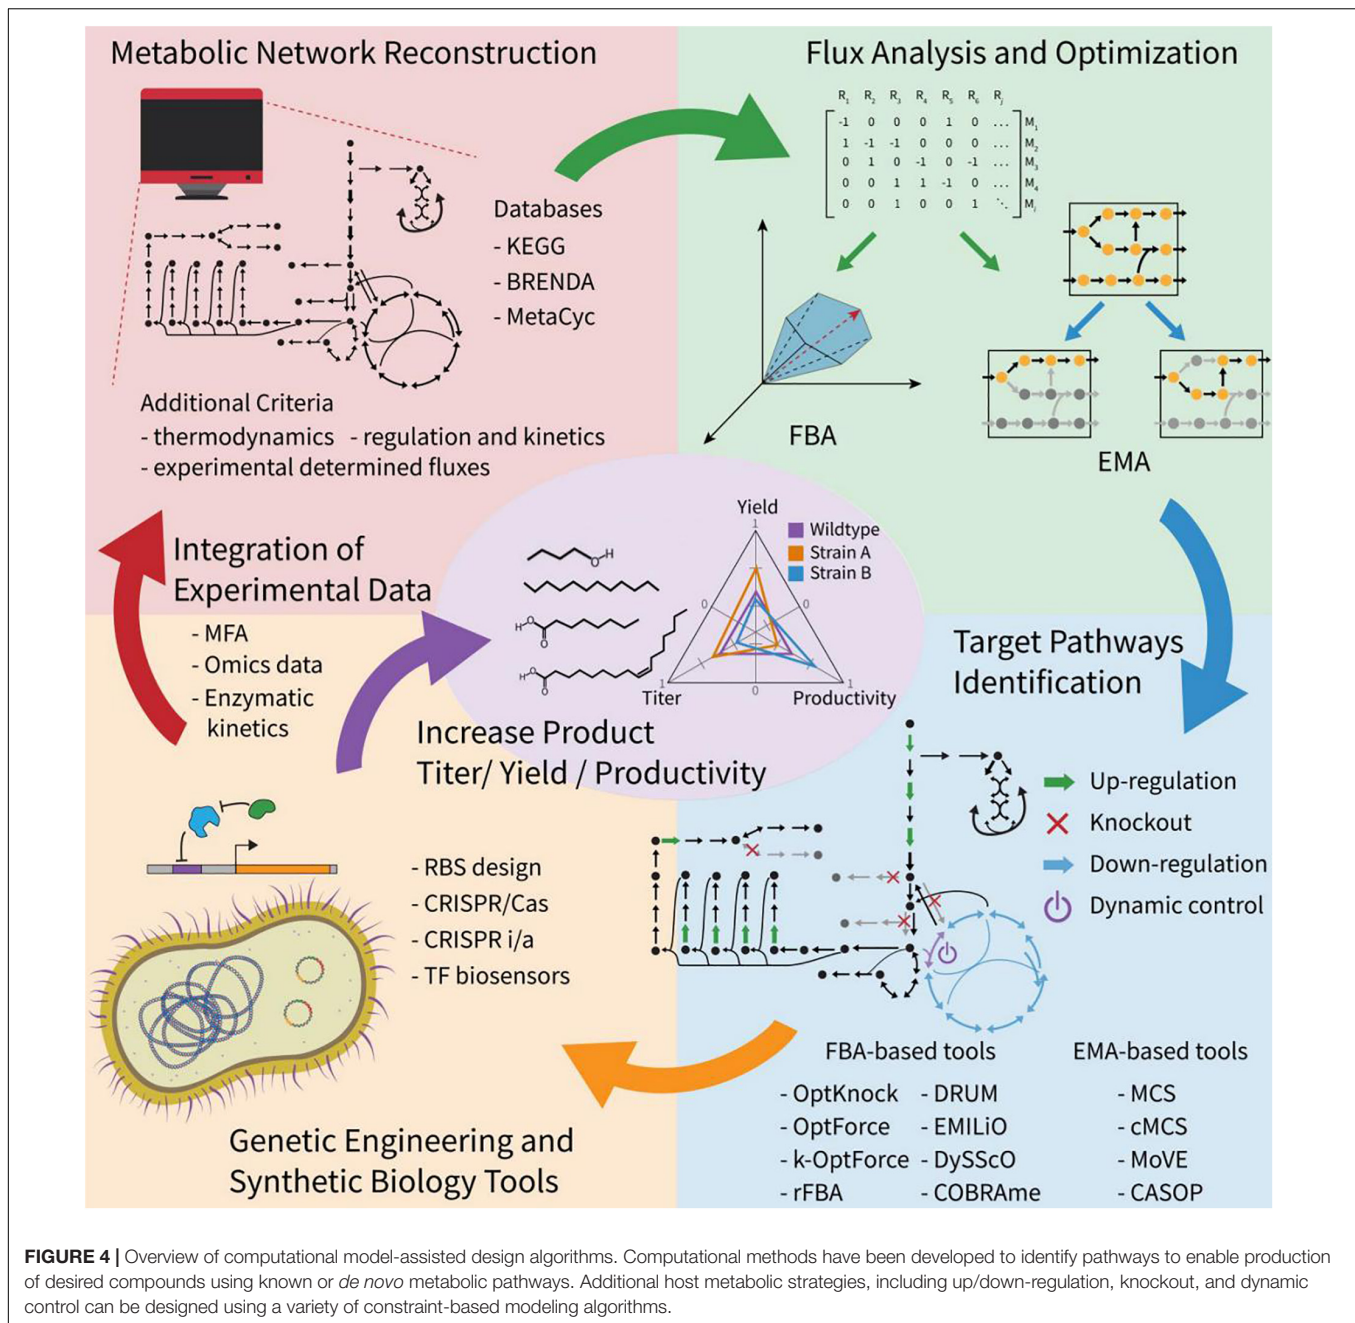 Metabolic Network Reconstruction
Databases
- KEGG
- BRENDA
- MetaCyc
Additional Criteria
- thermodynamics - regulation and kinetics
- experimental determined fluxes
Flux Analysis and Optimization
R1 R2 R3 R4 R5 R6 Rj
-1 0 0 0 1 0 ... M1
1 -1 -1 0 0 0 ... M2
0 1 0 -1 0 -1 ... M3
0 0 1 1 -1 0 ... M4
0 0 1 0 0 1 ⋱ Mi
FBA
EMA
Integration of
Experimental Data
- MFA
- Omics data
- Enzymatic
kinetics
H
O
H O
O
H O
O
Yield
1
0
0
1
1
0
Titer
Productivity
Wildtype
Strain A
Strain B
Increase Product
Titer/ Yield / Productivity
Target Pathways
Identification
Up-regulation
Knockout
Down-regulation
Dynamic control
FBA-based tools
- OptKnock - DRUM
- OptForce - EMILiO
- k-OptForce - DySScO
- rFBA - COBRAme
EMA-based tools
- MCS
- cMCS
- MoVE
- CASOP
- RBS design
- CRISPR/Cas
- CRISPR i/a
- TF biosensors
Genetic Engineering and
Synthetic Biology Tools
FIGURE 4 | Overview of computational model-assisted design algorithms. Computational methods have been developed to identify pathways to enable production
of desired compounds using known or de novo metabolic pathways. Additional host metabolic strategies, including up/down-regulation, knockout, and dynamic
control can be designed using a variety of constraint-based modeling algorithms.